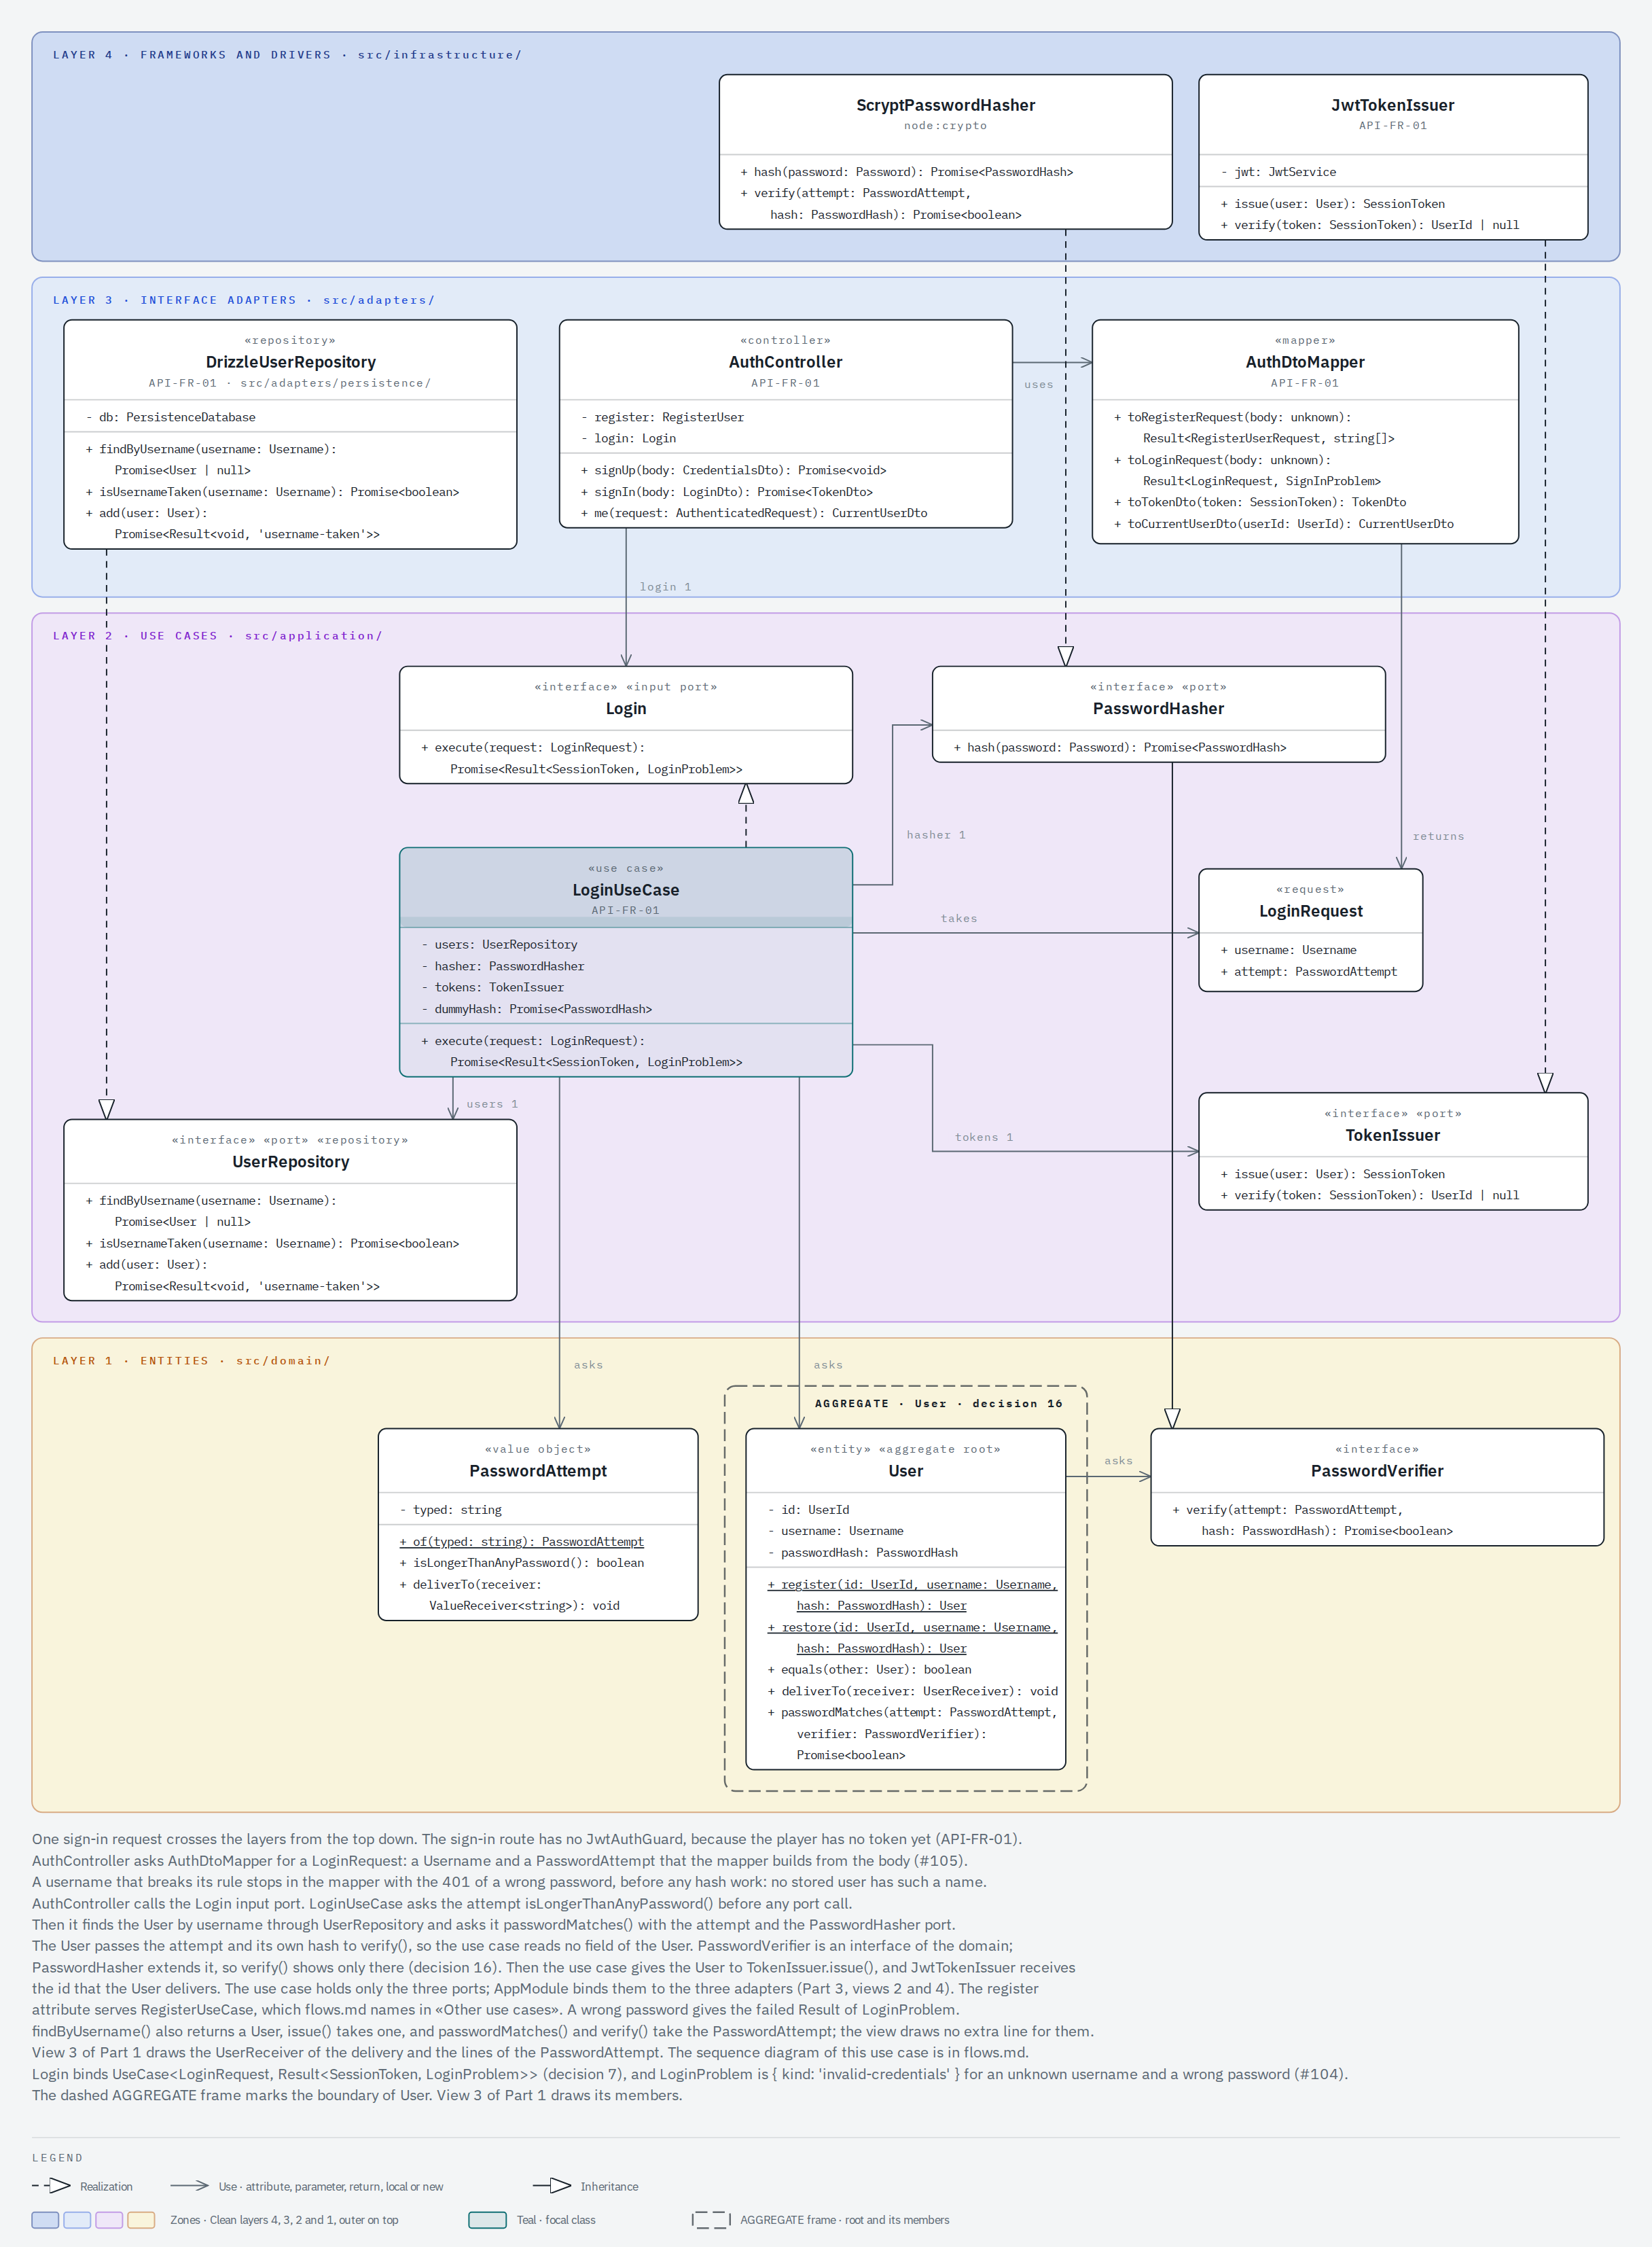 LAYER 4 · FRAMEWORKS AND DRIVERS · src/infrastructure/
ScryptPasswordHasher
node:crypto
+ hash(password: Password): Promise<PasswordHash>
+ verify(attempt: PasswordAttempt,
hash: PasswordHash): Promise<boolean>
JwtTokenIssuer
API-FR-01
- jwt: JwtService
+ issue(user: User): SessionToken
+ verify(token: SessionToken): UserId | null
LAYER 3 · INTERFACE ADAPTERS · src/adapters/
«repository»
DrizzleUserRepository
API-FR-01 · src/adapters/persistence/
- db: PersistenceDatabase
+ findByUsername(username: Username):
Promise<User | null>
+ isUsernameTaken(username: Username): Promise<boolean>
+ add(user: User):
Promise<Result<void, 'username-taken'>>
«controller»
AuthController
API-FR-01
- register: RegisterUser
- login: Login
+ signUp(body: CredentialsDto): Promise<void>
+ signIn(body: LoginDto): Promise<TokenDto>
+ me(request: AuthenticatedRequest): CurrentUserDto
uses
«mapper»
AuthDtoMapper
API-FR-01
+ toRegisterRequest(body: unknown):
Result<RegisterUserRequest, string[]>
+ toLoginRequest(body: unknown):
Result<LoginRequest, SignInProblem>
+ toTokenDto(token: SessionToken): TokenDto
+ toCurrentUserDto(userId: UserId): CurrentUserDto
login 1
LAYER 2 · USE CASES · src/application/
«interface» «input port»
Login
+ execute(request: LoginRequest):
Promise<Result<SessionToken, LoginProblem>>
«interface» «port»
PasswordHasher
+ hash(password: Password): Promise<PasswordHash>
hasher 1
returns
«use case»
LoginUseCase
API-FR-01
- users: UserRepository
- hasher: PasswordHasher
- tokens: TokenIssuer
- dummyHash: Promise<PasswordHash>
+ execute(request: LoginRequest):
Promise<Result<SessionToken, LoginProblem>>
takes
«request»
LoginRequest
+ username: Username
+ attempt: PasswordAttempt
users 1
tokens 1
«interface» «port» «repository»
UserRepository
+ findByUsername(username: Username):
Promise<User | null>
+ isUsernameTaken(username: Username): Promise<boolean>
+ add(user: User):
Promise<Result<void, 'username-taken'>>
«interface» «port»
TokenIssuer
+ issue(user: User): SessionToken
+ verify(token: SessionToken): UserId | null
LAYER 1 · ENTITIES · src/domain/
asks
asks
AGGREGATE · User · decision 16
«value object»
PasswordAttempt
- typed: string
+ of(typed: string): PasswordAttempt
+ isLongerThanAnyPassword(): boolean
+ deliverTo(receiver:
ValueReceiver<string>): void
«entity» «aggregate root»
User
- id: UserId
- username: Username
- passwordHash: PasswordHash
+ register(id: UserId, username: Username,
hash: PasswordHash): User
+ restore(id: UserId, username: Username,
hash: PasswordHash): User
+ equals(other: User): boolean
+ deliverTo(receiver: UserReceiver): void
+ passwordMatches(attempt: PasswordAttempt,
verifier: PasswordVerifier):
Promise<boolean>
asks
«interface»
PasswordVerifier
+ verify(attempt: PasswordAttempt,
hash: PasswordHash): Promise<boolean>
One sign-in request crosses the layers from the top down. The sign-in route has no JwtAuthGuard, because the player has no token yet (API-FR-01).
AuthController asks AuthDtoMapper for a LoginRequest: a Username and a PasswordAttempt that the mapper builds from the body (#105).
A username that breaks its rule stops in the mapper with the 401 of a wrong password, before any hash work: no stored user has such a name.
AuthController calls the Login input port. LoginUseCase asks the attempt isLongerThanAnyPassword() before any port call.
Then it finds the User by username through UserRepository and asks it passwordMatches() with the attempt and the PasswordHasher port.
The User passes the attempt and its own hash to verify(), so the use case reads no field of the User. PasswordVerifier is an interface of the domain;
PasswordHasher extends it, so verify() shows only there (decision 16). Then the use case gives the User to TokenIssuer.issue(), and JwtTokenIssuer receives
the id that the User delivers. The use case holds only the three ports; AppModule binds them to the three adapters (Part 3, views 2 and 4). The register
attribute serves RegisterUseCase, which flows.md names in «Other use cases». A wrong password gives the failed Result of LoginProblem.
findByUsername() also returns a User, issue() takes one, and passwordMatches() and verify() take the PasswordAttempt; the view draws no extra line for them.
View 3 of Part 1 draws the UserReceiver of the delivery and the lines of the PasswordAttempt. The sequence diagram of this use case is in flows.md.
Login binds UseCase<LoginRequest, Result<SessionToken, LoginProblem>> (decision 7), and LoginProblem is { kind: 'invalid-credentials' } for an unknown username and a wrong password (#104).
The dashed AGGREGATE frame marks the boundary of User. View 3 of Part 1 draws its members.
LEGEND
Realization
Use · attribute, parameter, return, local or new
Inheritance
Zones · Clean layers 4, 3, 2 and 1, outer on top
Teal · focal class
AGGREGATE frame · root and its members